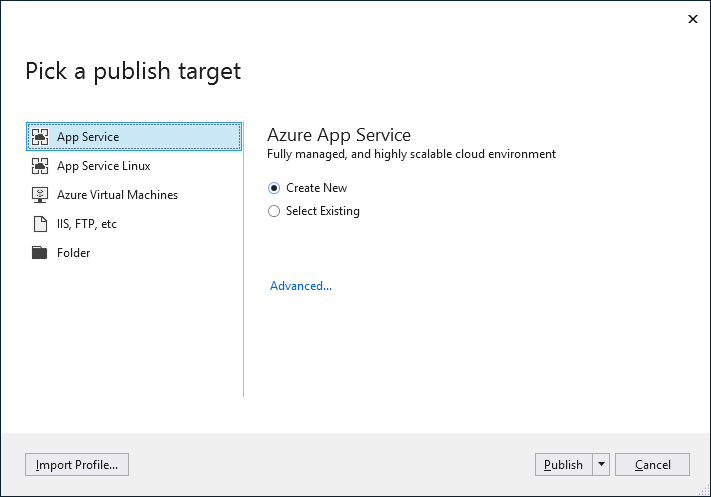 Pick a publish target
App Service
App Service Linux
Azure Virtual Machines
IIS, FTP, etc
Folder
Azure App Service
Fully managed, and highly scalable cloud environment
Create New
Select Existing
Advanced...
Import Profile...
Publish
Cancel